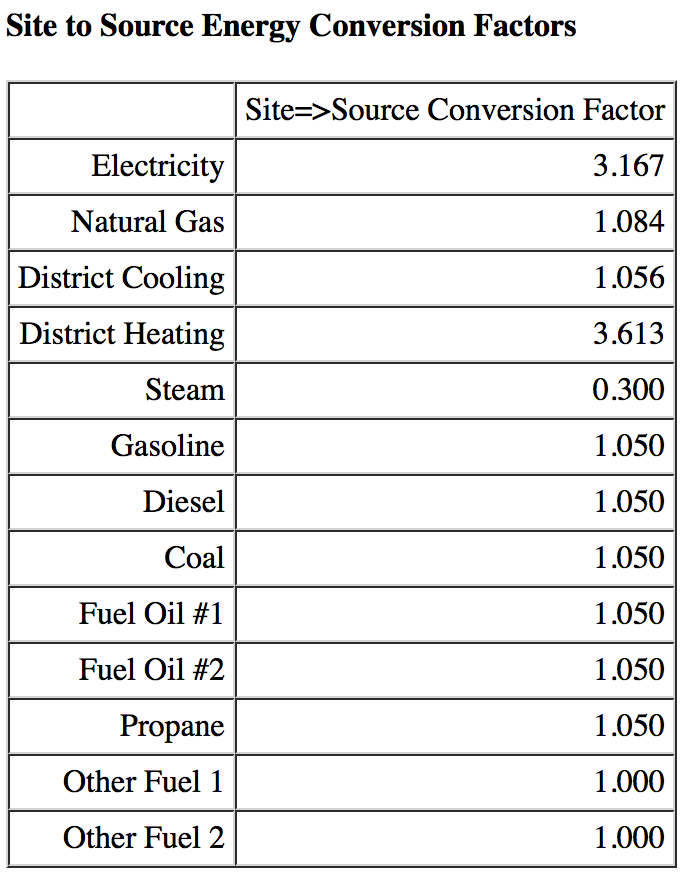 Site to Source Energy Conversion Factors
Site=>Source Conversion Factor
Electricity 3.167
Natural Gas 1.084
District Cooling 1.056
District Heating 3.613
Steam 0.300
Gasoline 1.050
Diesel 1.050
Coal 1.050
Fuel Oil #1 1.050
Fuel Oil #2 1.050
Propane 1.050
Other Fuel 1 1.000
Other Fuel 2 1.000